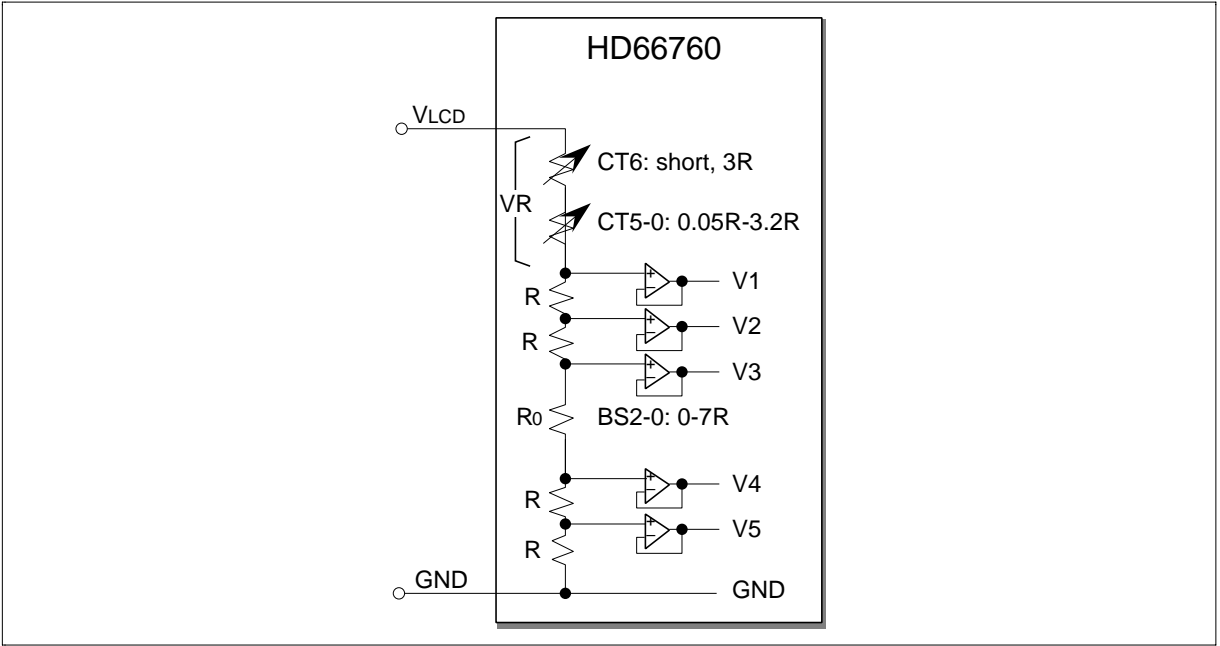 HD66760
VLCD
CT6: short, 3R
VR
CT5-0: 0.05R-3.2R
+
−
V1
R
+
−
V2
R
+
−
V3
R0
BS2-0: 0-7R
+
−
V4
R
+
−
V5
R
GND
GND